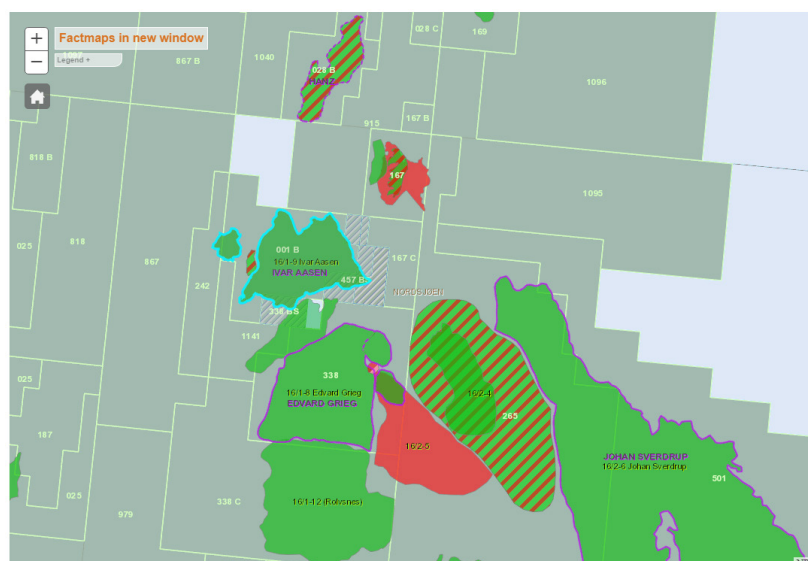 +
Factmaps in new window
−
Legend +
1092
867 B
1040
028 C
169
028 B
HANZ
1096
915
167 B
818 B
167
1095
025
818
867
001 B
16/1-9 Ivar Aasen
IVAR AASEN
167 C
242
457 BS
NORDSJØEN
338 BS
1141
025
338
16/1-8 Edvard Grieg
EDVARD GRIEG
16/2-4
265
187
16/2-5
JOHAN SVERDRUP
16/2-6 Johan Sverdrup
501
025
979
338 C
16/1-12 (Rolvsnes)